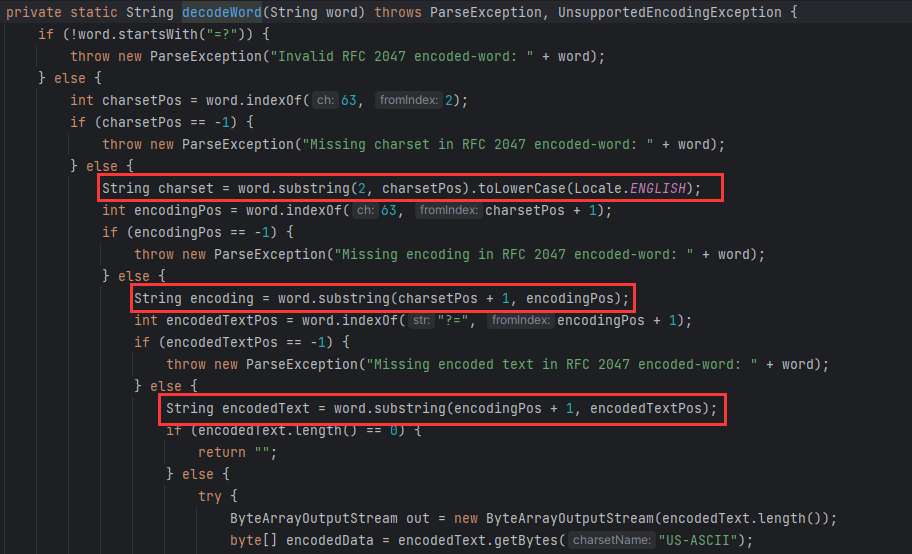 private static String decodeWord(String word) throws ParseException, UnsupportedEncodingException {
    if (!word.startsWith("=?")) {
        throw new ParseException("Invalid RFC 2047 encoded-word: " + word);
    } else {
        int charsetPos = word.indexOf( ch: 63, fromIndex: 2);
        if (charsetPos == -1) {
            throw new ParseException("Missing charset in RFC 2047 encoded-word: " + word);
        } else {
            String charset = word.substring(2, charsetPos).toLowerCase(Locale.ENGLISH);
            int encodingPos = word.indexOf( ch: 63, fromIndex: charsetPos + 1);
            if (encodingPos == -1) {
                throw new ParseException("Missing encoding in RFC 2047 encoded-word: " + word);
            } else {
                String encoding = word.substring(charsetPos + 1, encodingPos);
                int encodedTextPos = word.indexOf( str: "?=", fromIndex: encodingPos + 1);
                if (encodedTextPos == -1) {
                    throw new ParseException("Missing encoded text in RFC 2047 encoded-word: " + word);
                } else {
                    String encodedText = word.substring(encodingPos + 1, encodedTextPos);
                    if (encodedText.length() == 0) {
                        return "";
                    } else {
                        try {
                            ByteArrayOutputStream out = new ByteArrayOutputStream(encodedText.length());
                            byte[] encodedData = encodedText.getBytes( charsetName: "US-ASCII");